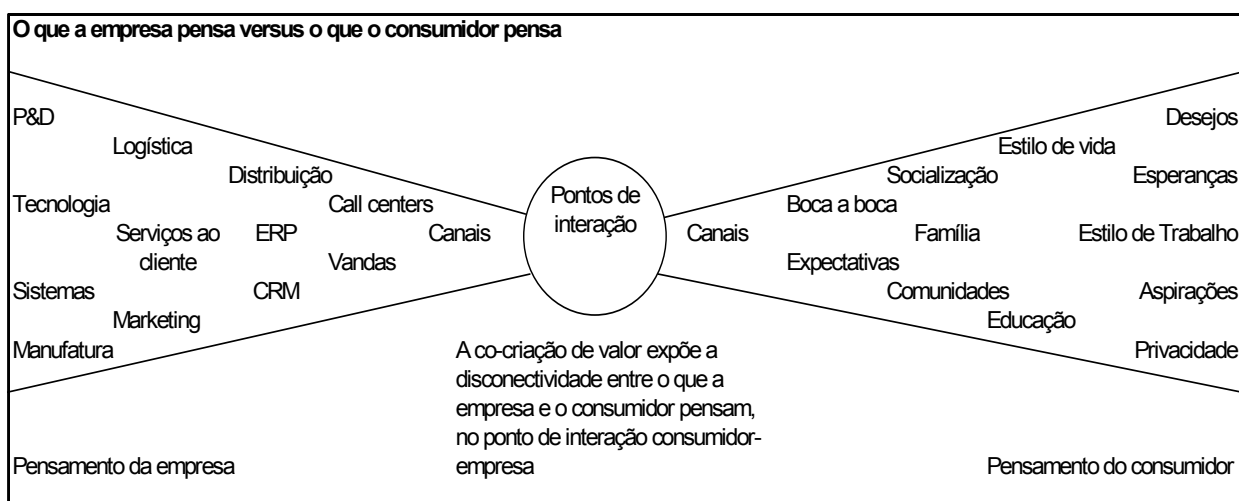 O que a empresa pensa versus o que o consumidor pensa
P&D
Logística
Distribuição
Tecnologia
Call centers
Serviços ao
cliente
ERP
Canais
Vandas
Sistemas
CRM
Marketing
Manufatura
Pontos de
interação
Desejos
Estilo de vida
Socialização
Esperanças
Boca a boca
Canais
Família
Estilo de Trabalho
Expectativas
Comunidades
Aspirações
Educação
Privacidade
A co-criação de valor expõe a
disconectividade entre o que a
empresa e o consumidor pensam,
no ponto de interação consumidor-
empresa
Pensamento da empresa
Pensamento do consumidor